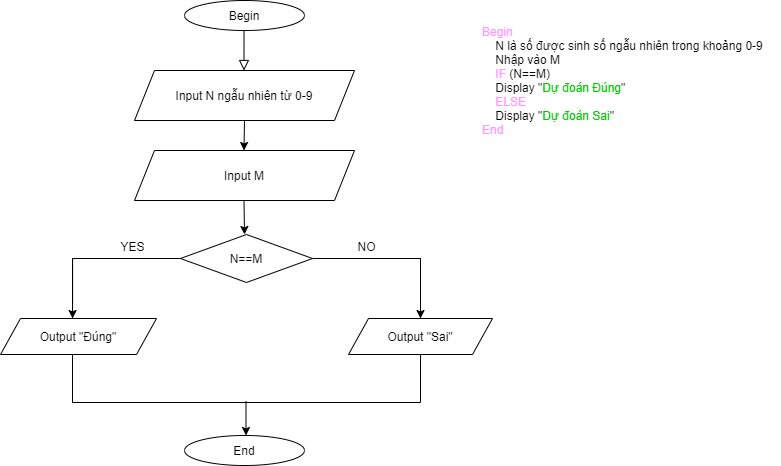 Begin
Input N ngẫu nhiên từ 0-9
Input M
YES
NO
N==M
Output "Đúng"
Output "Sai"
End
Begin
N là số được sinh số ngẫu nhiên trong khoảng 0-9
Nhập vào M
IF (N==M)
Display "Dự đoán Đúng"
ELSE
Display "Dự đoán Sai"
End